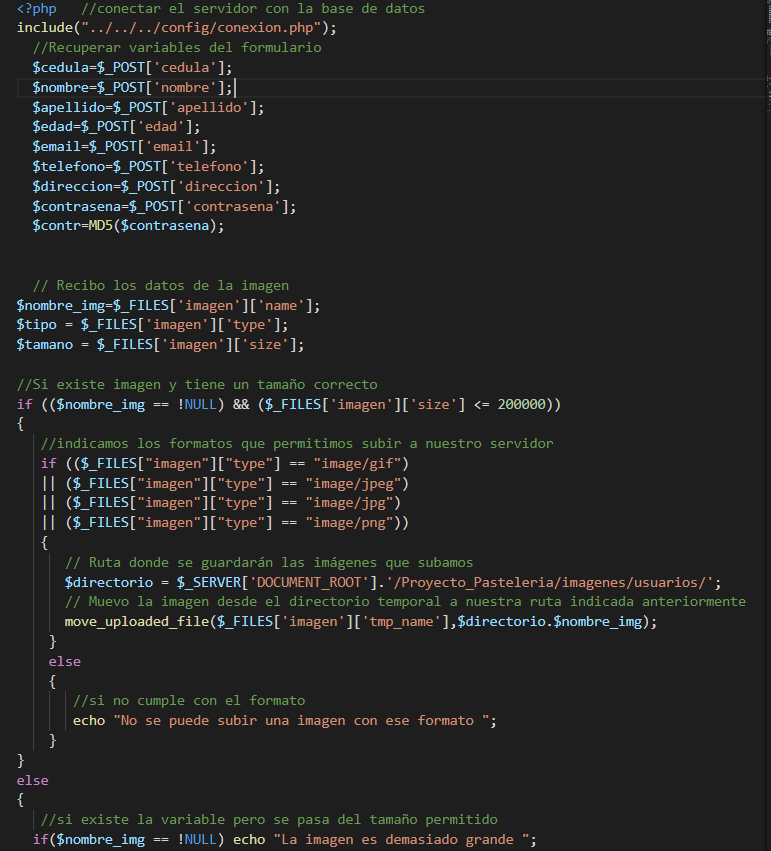 <?php   //conectar el servidor con la base de datos
include("../../../config/conexion.php");
  //Recuperar variables del formulario
  $cedula=$_POST['cedula'];
  $nombre=$_POST['nombre'];
  $apellido=$_POST['apellido'];
  $edad=$_POST['edad'];
  $email=$_POST['email'];
  $telefono=$_POST['telefono'];
  $direccion=$_POST['direccion'];
  $contrasena=$_POST['contrasena'];
  $contr=MD5($contrasena);
  // Recibo los datos de la imagen
$nombre_img=$_FILES['imagen']['name'];
$tipo = $_FILES['imagen']['type'];
$tamano = $_FILES['imagen']['size'];
//Si existe imagen y tiene un tamaño correcto
if (($nombre_img == !NULL) && ($_FILES['imagen']['size'] <= 200000))
{
   //indicamos los formatos que permitimos subir a nuestro servidor
   if (($_FILES["imagen"]["type"] == "image/gif")
   || ($_FILES["imagen"]["type"] == "image/jpeg")
   || ($_FILES["imagen"]["type"] == "image/jpg")
   || ($_FILES["imagen"]["type"] == "image/png"))
   {
      // Ruta donde se guardarán las imágenes que subamos
      $directorio = $_SERVER['DOCUMENT_ROOT'].'/Proyecto_Pasteleria/imagenes/usuarios/';
      // Muevo la imagen desde el directorio temporal a nuestra ruta indicada anteriormente
      move_uploaded_file($_FILES['imagen']['tmp_name'],$directorio.$nombre_img);
    }
    else
    {
       //si no cumple con el formato
       echo "No se puede subir una imagen con ese formato ";
    }
}
else
{
   //si existe la variable pero se pasa del tamaño permitido
  if($nombre_img == !NULL) echo "La imagen es demasiado grande ";